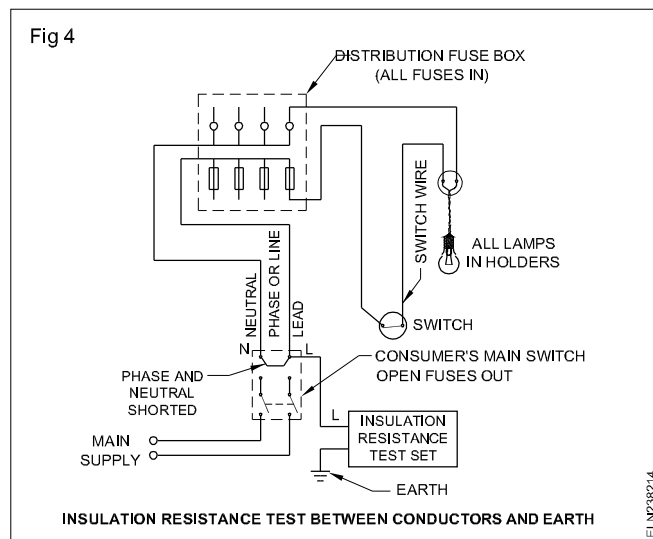 Fig 4
DISTRIBUTION FUSE BOX
(ALL FUSES IN)
SWITCH WIRE
ALL LAMPS
IN HOLDERS
NEUTRAL
PHASE OR LINE
LEAD
SWITCH
N
L
CONSUMER'S MAIN SWITCH
OPEN FUSES OUT
PHASE AND
NEUTRAL
SHORTED
L
INSULATION
RESISTANCE
TEST SET
MAIN
SUPPLY
EARTH
INSULATION RESISTANCE TEST BETWEEN CONDUCTORS AND EARTH
ELN238214